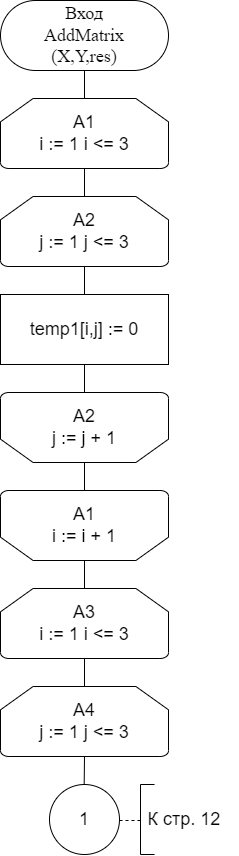 Вход
AddMatrix
(X,Y,res)
A1
i := 1 i <= 3
A2
j := 1 j <= 3
temp1[i,j] := 0
A2
j := j + 1
A1
i := i + 1
A3
i := 1 i <= 3
A4
j := 1 j <= 3
1
К стр. 12